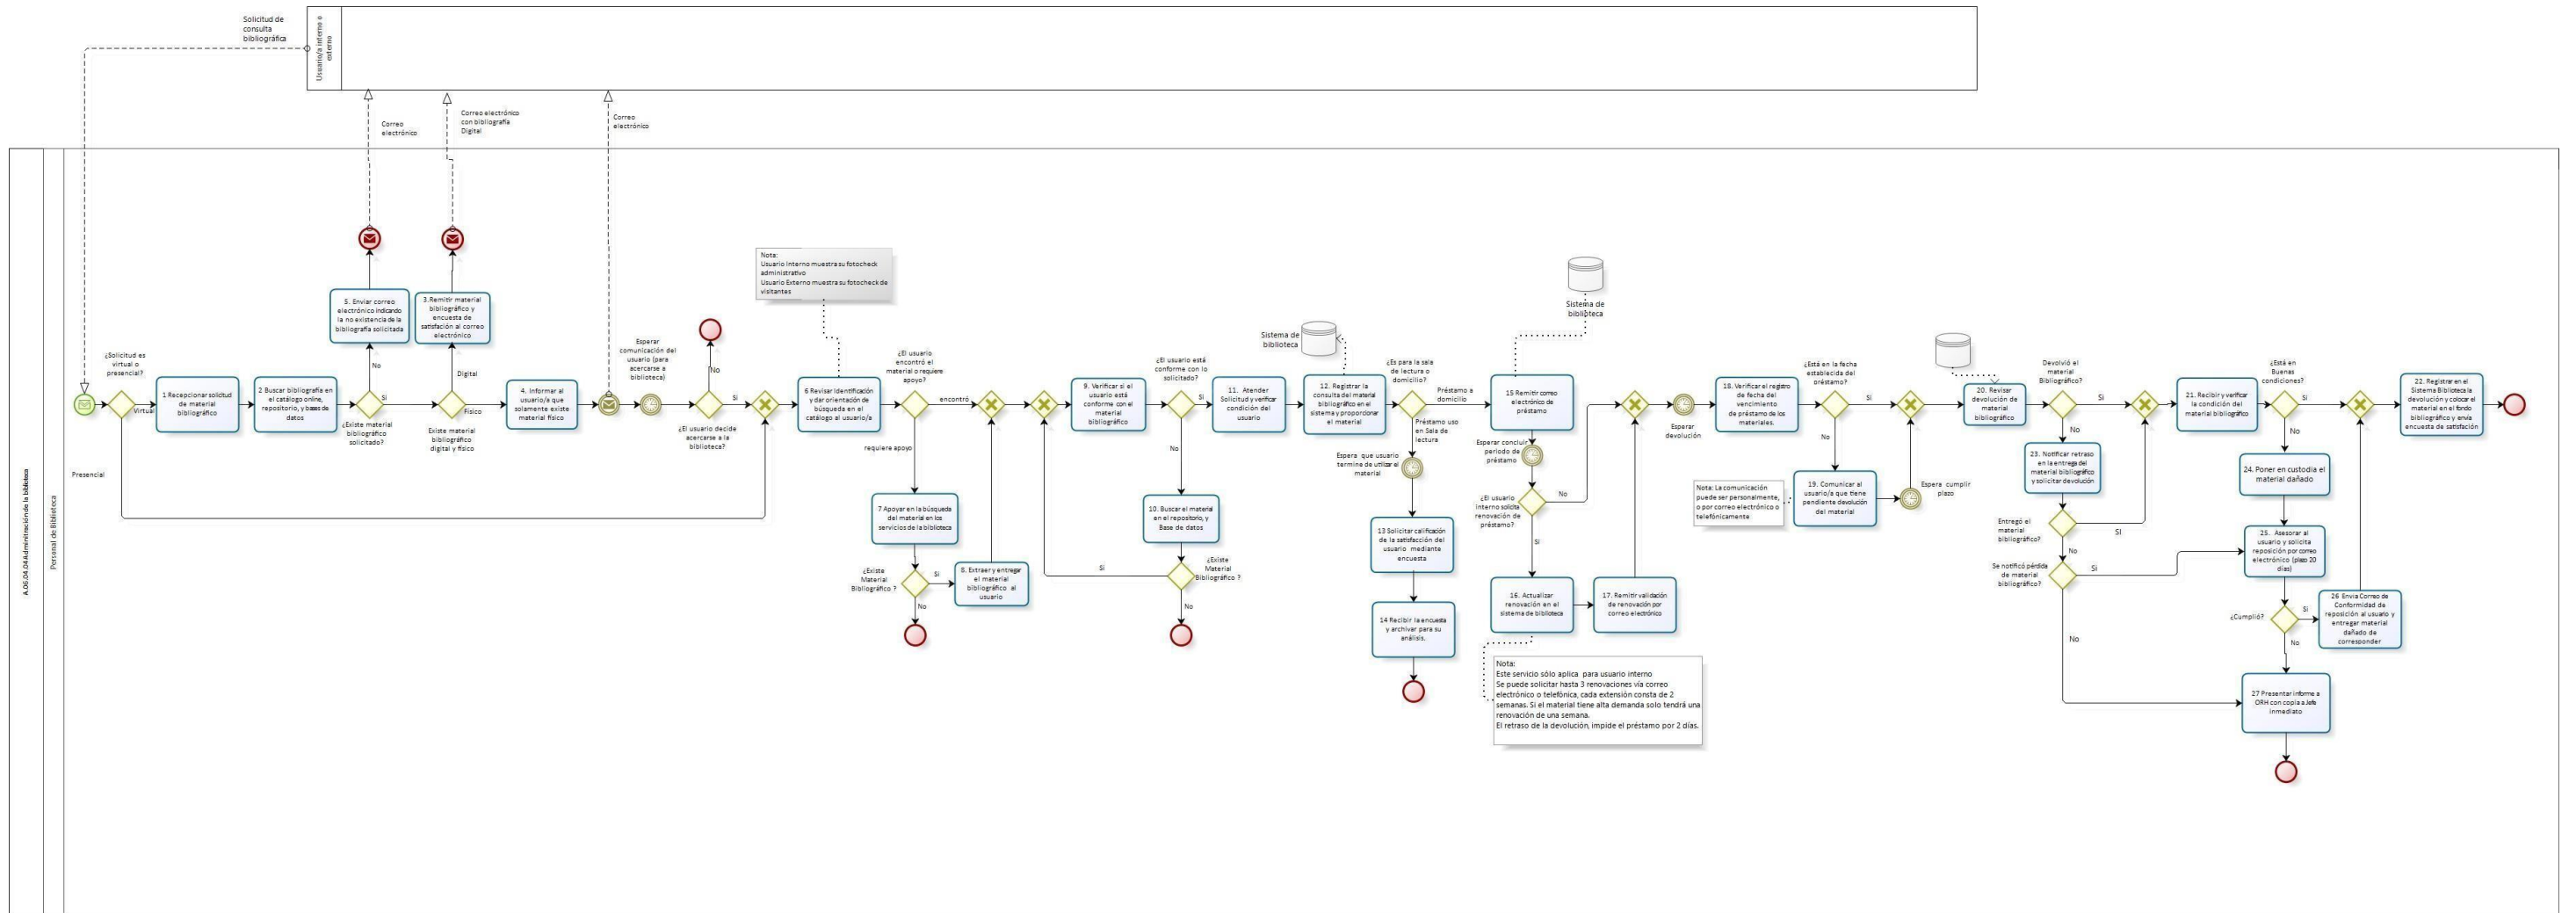 Solicitud de
consulta
bibliográfica
Usuario/a interno o
externo
Correo
electrónico
Correo electrónico
con bibliografía
Digital
Correo
electrónico
A.06.04.04 Administración de la biblioteca
Personal de Biblioteca
¿Solicitud es
virtual o
presencial?
Virtual
Presencial
1 Recepcionar solicitud
de material
bibliográfico
2 Buscar bibliografía en
el catálogo online,
repositorio, y bases de
datos
¿Existe material
bibliográfico
solicitado?
No
Si
5. Enviar correo
electrónico indicando
la no existencia de la
bibliografía solicitada
3.Remitir material
bibliográfico y
encuesta de
satisfacción al correo
electrónico
Digital
Físico
Existe material
bibliográfico
digital y físico
4. Informar al
usuario/a que
solamente existe
material físico
Esperar
comunicación del
usuario (para
acercarse a
biblioteca)
No
Si
¿El usuario decide
acercarse a la
biblioteca?
Nota:
Usuario Interno muestra su fotocheck
administrativo
Usuario Externo muestra su fotocheck de
visitantes
6 Revisar Identificación
y dar orientación de
búsqueda en el
catálogo al usuario/a
¿El usuario
encontró el
material o requiere
apoyo?
encontró
requiere apoyo
7 Apoyar en la búsqueda
del material en los
servicios de la biblioteca
¿Existe
Material
Bibliográfico ?
Si
No
8. Extraer y entregar
el material
bibliográfico al
usuario
9. Verificar si el
usuario está
conforme con el
material
bibliográfico
¿El usuario está
conforme con lo
solicitado?
Si
No
10. Buscar el material
en el repositorio, y
Base de datos
¿Existe
Material
Bibliográfico ?
Si
No
11. Atender
Solicitud y verificar
condición del
usuario
Sistema de
biblioteca
12. Registrar la
consulta del material
bibliográfico en el
sistema y proporcionar
el material
¿Es para la sala
de lectura o
domicilio?
Préstamo a
domicilio
Préstamo uso
en Sala de
lectura
Espera que usuario
termine de utilizar el
material
13 Solicitar calificación
de la satisfacción del
usuario mediante
encuesta
14 Recibir la encuesta
y archivar para su
análisis.
Sistema de
biblioteca
15 Remitir correo
electrónico de
préstamo
Esperar concluir
periodo de
préstamo
¿El usuario
Interno solicita
renovación de
préstamo?
No
Si
16. Actualizar
renovación en el
sistema de biblioteca
17. Remitir validación
de renovación por
correo electrónico
Nota:
Este servicio sólo aplica para usuario interno
Se puede solicitar hasta 3 renovaciones vía correo
electrónico o telefónica, cada extensión consta de 2
semanas. Si el material tiene alta demanda solo tendrá una
renovación de una semana.
El retraso de la devolución, impide el préstamo por 2 días.
Esperar
devolución
18. Verificar el registro
de fecha del
vencimiento
de préstamo de los
materiales.
¿Está en la fecha
establecida del
préstamo?
Si
No
Nota: La comunicación
puede ser personalmente,
o por correo electrónico o
telefónicamente
19. Comunicar al
usuario/a que tiene
pendiente devolución
del material
Espera cumplir
plazo
20. Revisar
devolución de
material
bibliográfico
Devolvió el
material
Bibliográfico?
Si
No
23. Notificar retraso
en la entrega del
material bibliográfico
y solicitar devolución
Entregó el
material
bibliográfico?
SI
No
Se notificó pérdida
de material
bibliográfico?
Si
No
21. Recibir y verificar
la condición del
material bibliográfico
¿Está en
Buenas
condiciones?
Si
No
24. Poner en custodia el
material dañado
25. Asesorar al
usuario y solicita
reposición por correo
electrónico (plazo 20
días)
¿Cumplió?
Si
No
26 Envia Correo de
Conformidad de
reposición al usuario y
entregar material
dañado de
corresponder
27 Presentar informe a
ORH con copia a Jefe
inmediato
22. Registrar en el
Sistema Biblioteca la
devolución y colocar el
material en el fondo
bibliográfico y envía
encuesta de satisfacción